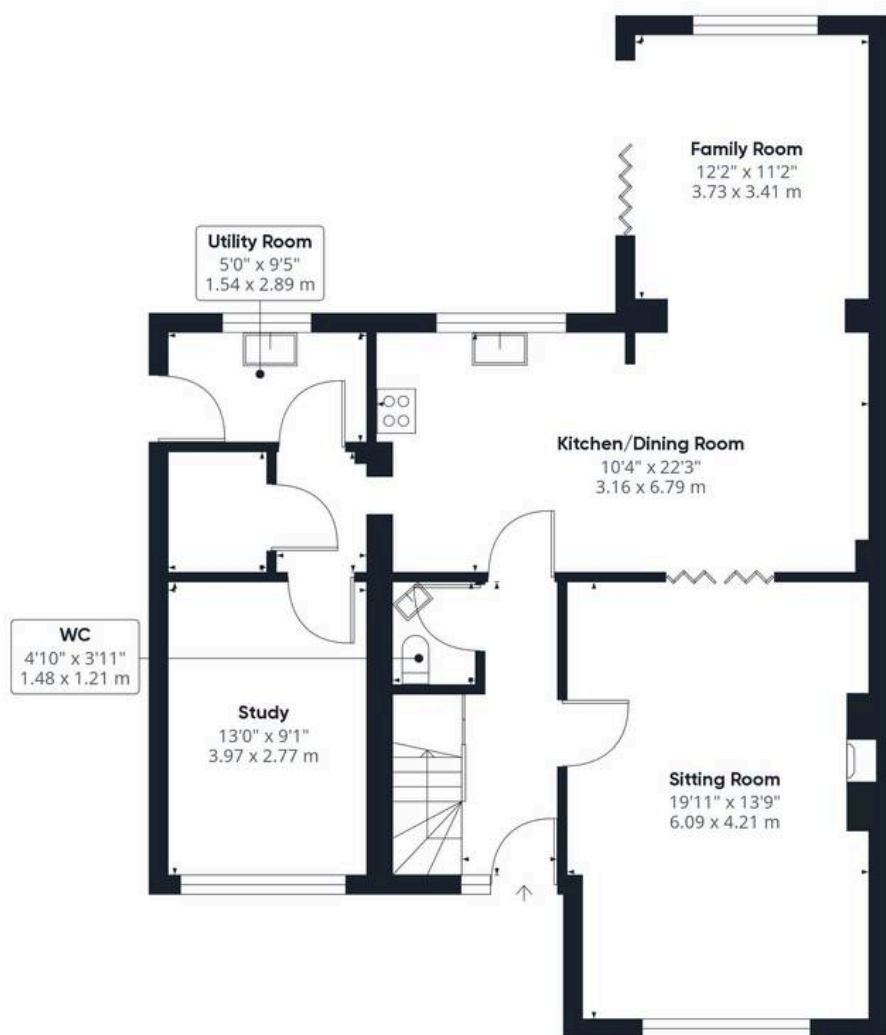 Family Room
12'2" x 11'2"
3.73 x 3.41 m
Utility Room
5'0" x 9'5"
1.54 x 2.89 m
Kitchen/Dining Room
10'4" x 22'3"
3.16 x 6.79 m
WC
4'10" x 3'11"
1.48 x 1.21 m
Study
13'0" x 9'1"
3.97 x 2.77 m
Sitting Room
19'11" x 13'9"
6.09 x 4.21 m